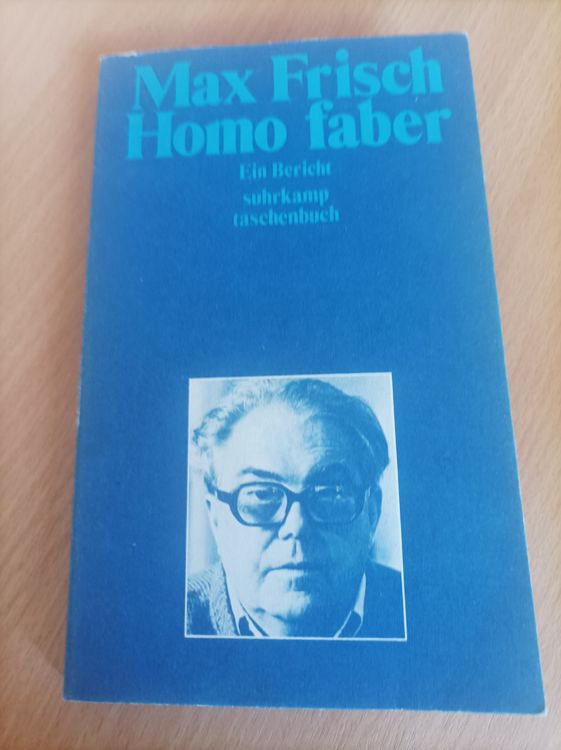 Max Frisch
Homo faber
Ein Bericht
suhrkamp
taschenbuch